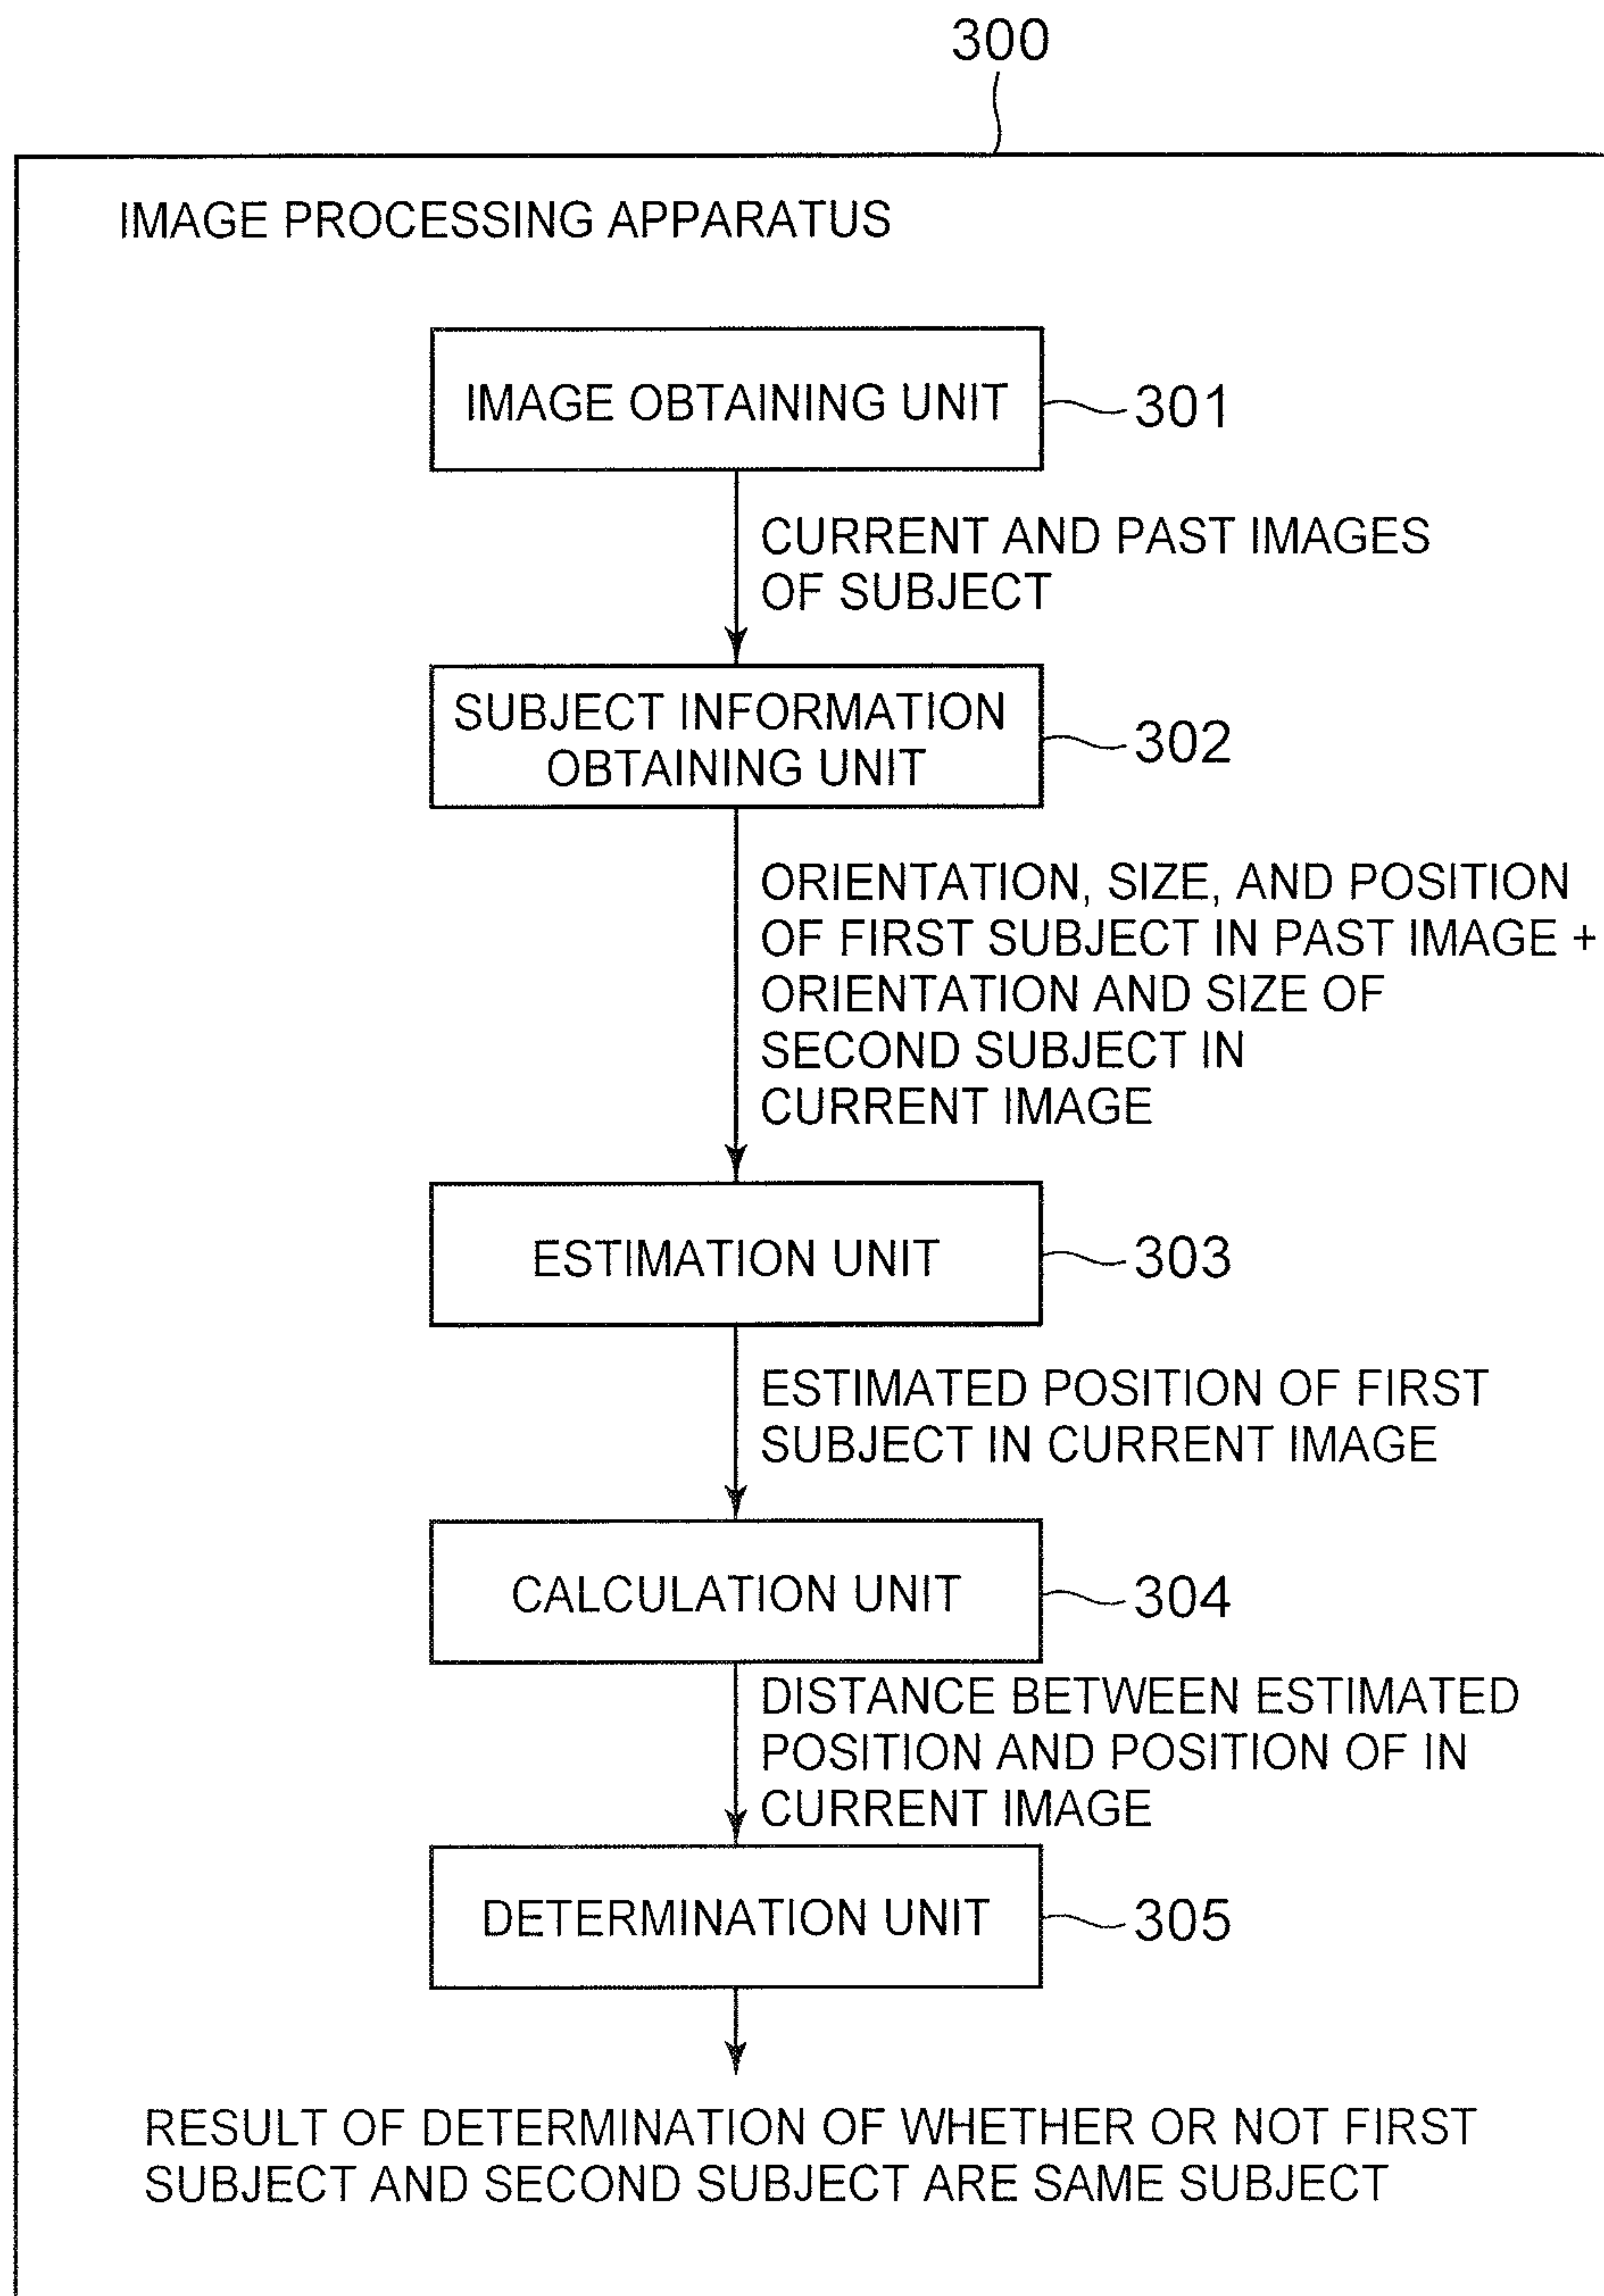 300
IMAGE PROCESSING APPARATUS
IMAGE OBTAINING UNIT
301
CURRENT AND PAST IMAGES
OF SUBJECT
SUBJECT INFORMATION
OBTAINING UNIT
302
ORIENTATION, SIZE, AND POSITION
OF FIRST SUBJECT IN PAST IMAGE +
ORIENTATION AND SIZE OF
SECOND SUBJECT IN
CURRENT IMAGE
ESTIMATION UNIT
303
ESTIMATED POSITION OF FIRST
SUBJECT IN CURRENT IMAGE
CALCULATION UNIT
304
DISTANCE BETWEEN ESTIMATED
POSITION AND POSITION OF IN
CURRENT IMAGE
DETERMINATION UNIT
305
RESULT OF DETERMINATION OF WHETHER OR NOT FIRST
SUBJECT AND SECOND SUBJECT ARE SAME SUBJECT